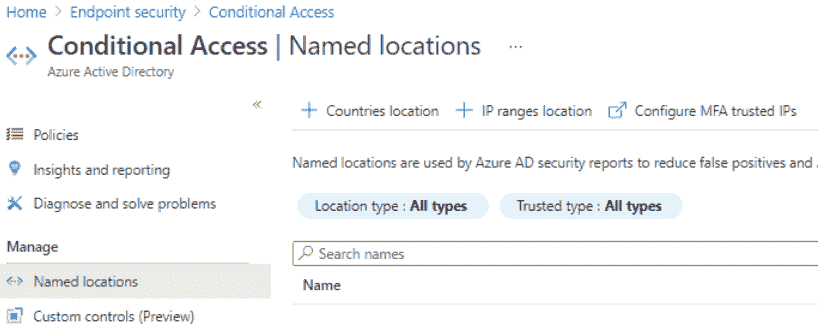 Home > Endpoint security > Conditional Access
Conditional Access | Named locations ...
Azure Active Directory
«
Policies
Insights and reporting
Diagnose and solve problems
Manage
Named locations
Custom controls (Preview)
+ Countries location + IP ranges location Configure MFA trusted IPs
Named locations are used by Azure AD security reports to reduce false positives and
Location type : All types Trusted type : All types
Search names
Name